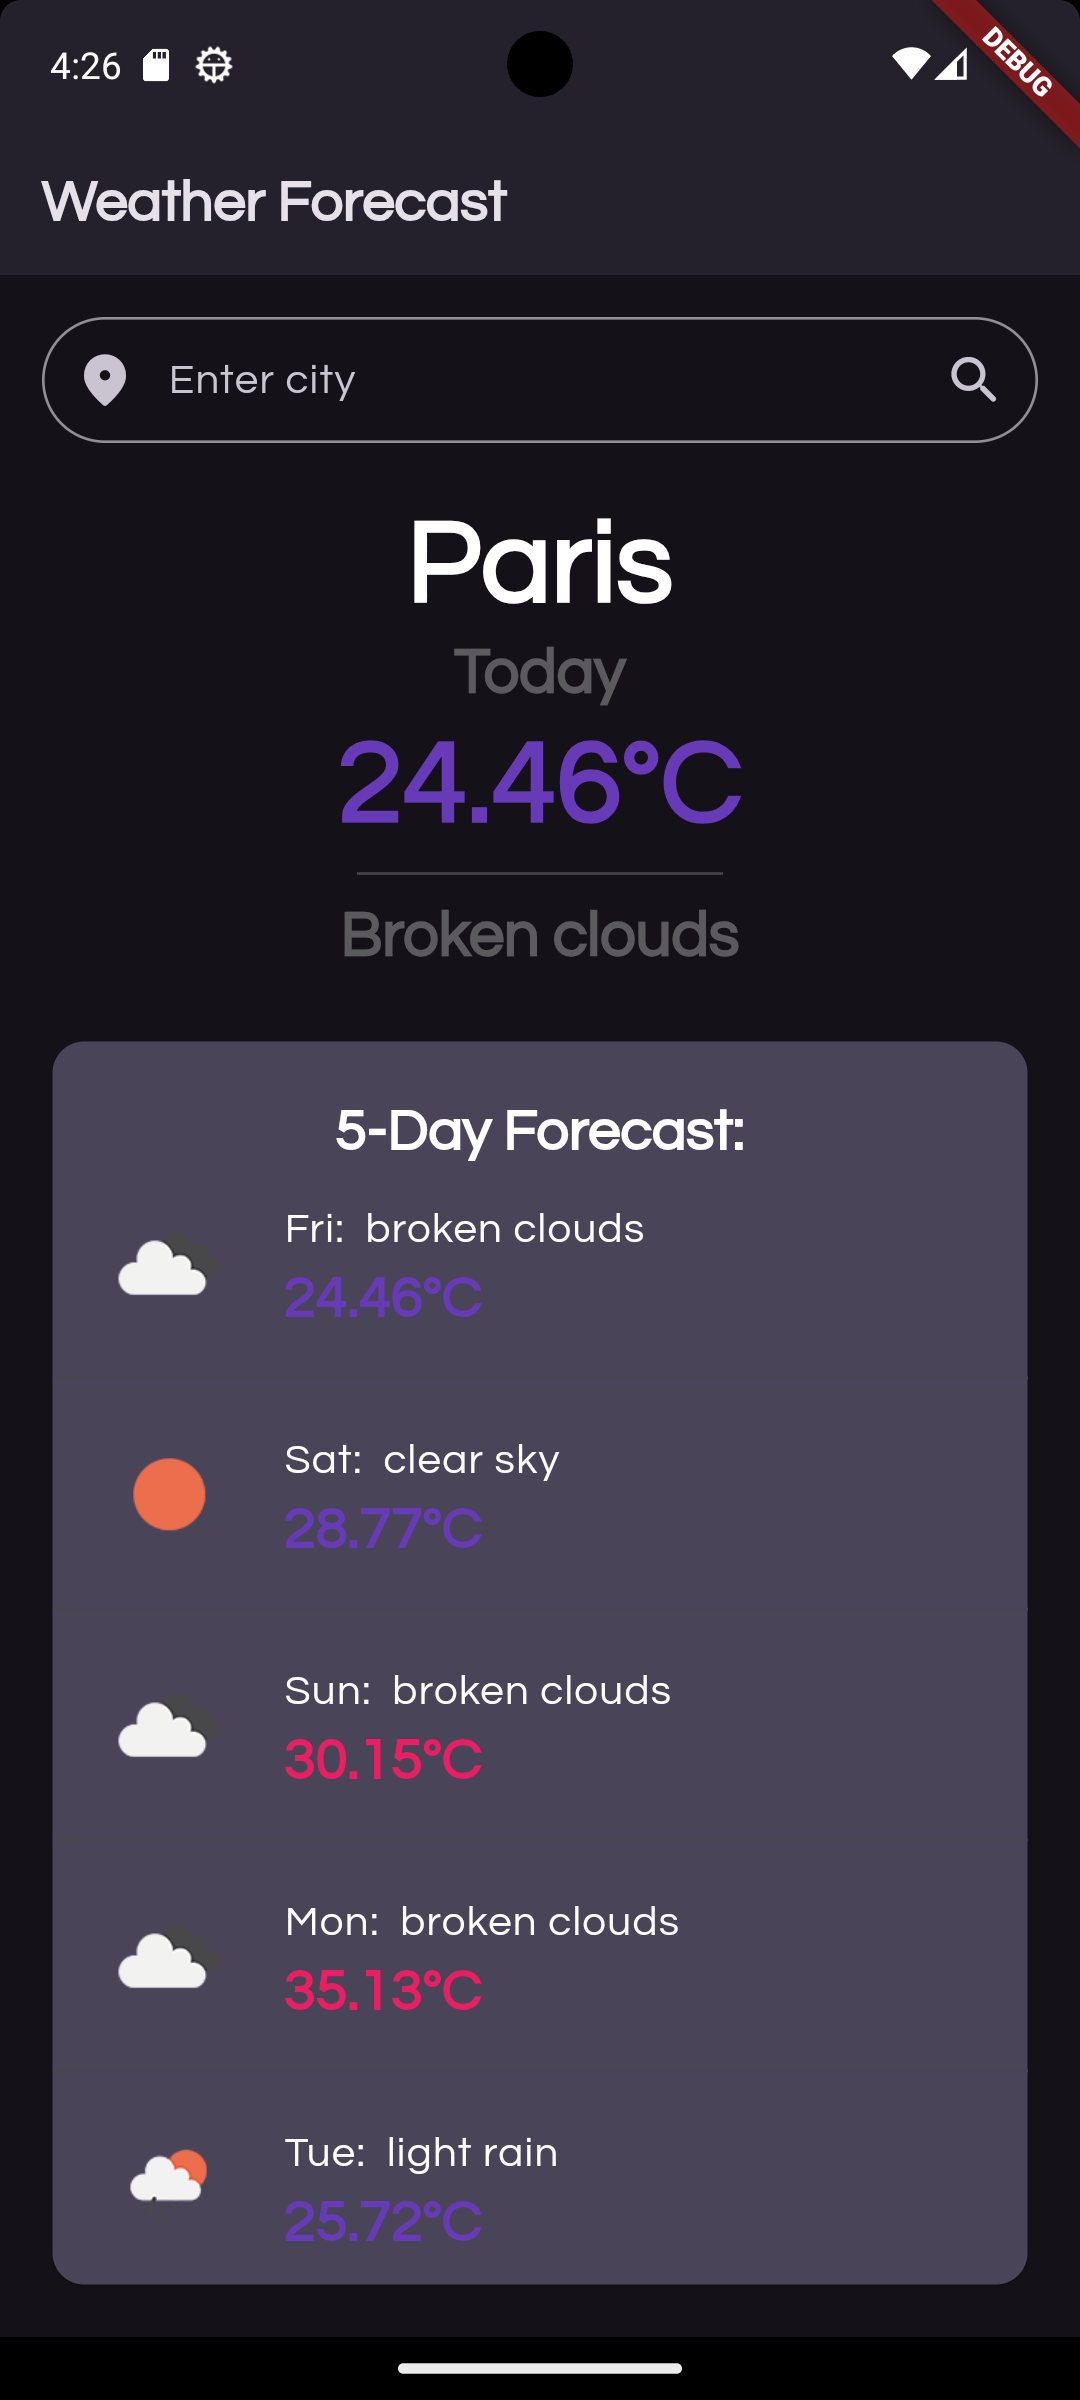 4:26
DEBUG
Weather Forecast
Enter city
Paris
Today
24.46°C
Broken clouds
5-Day Forecast:
Fri:  broken clouds
24.46°C
Sat:  clear sky
28.77°C
Sun:  broken clouds
30.15°C
Mon:  broken clouds
35.13°C
Tue:  light rain
25.72°C